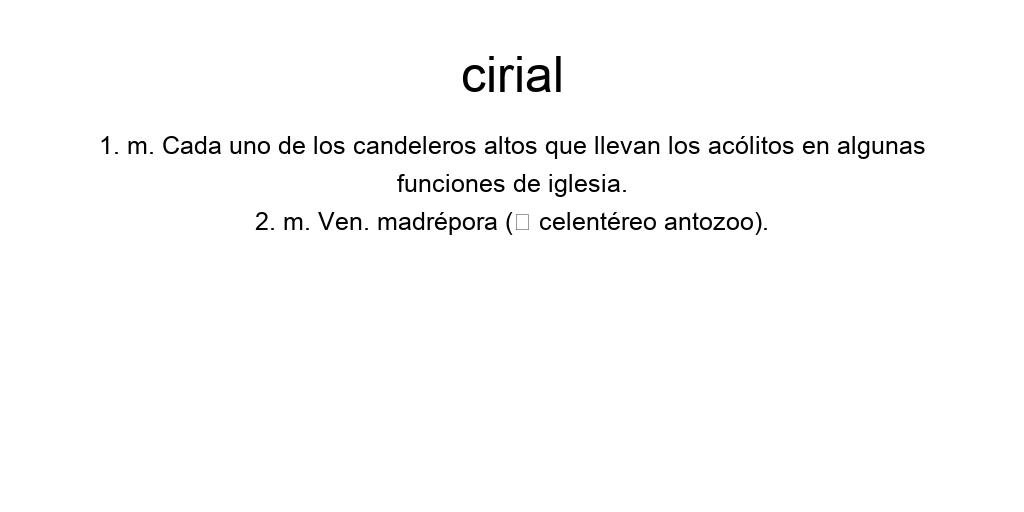 cirial
1. m. Cada uno de los candeleros altos que llevan los acólitos en algunas
funciones de iglesia.
2. m. Ven. madrépora (□ celentéreo antozoo).